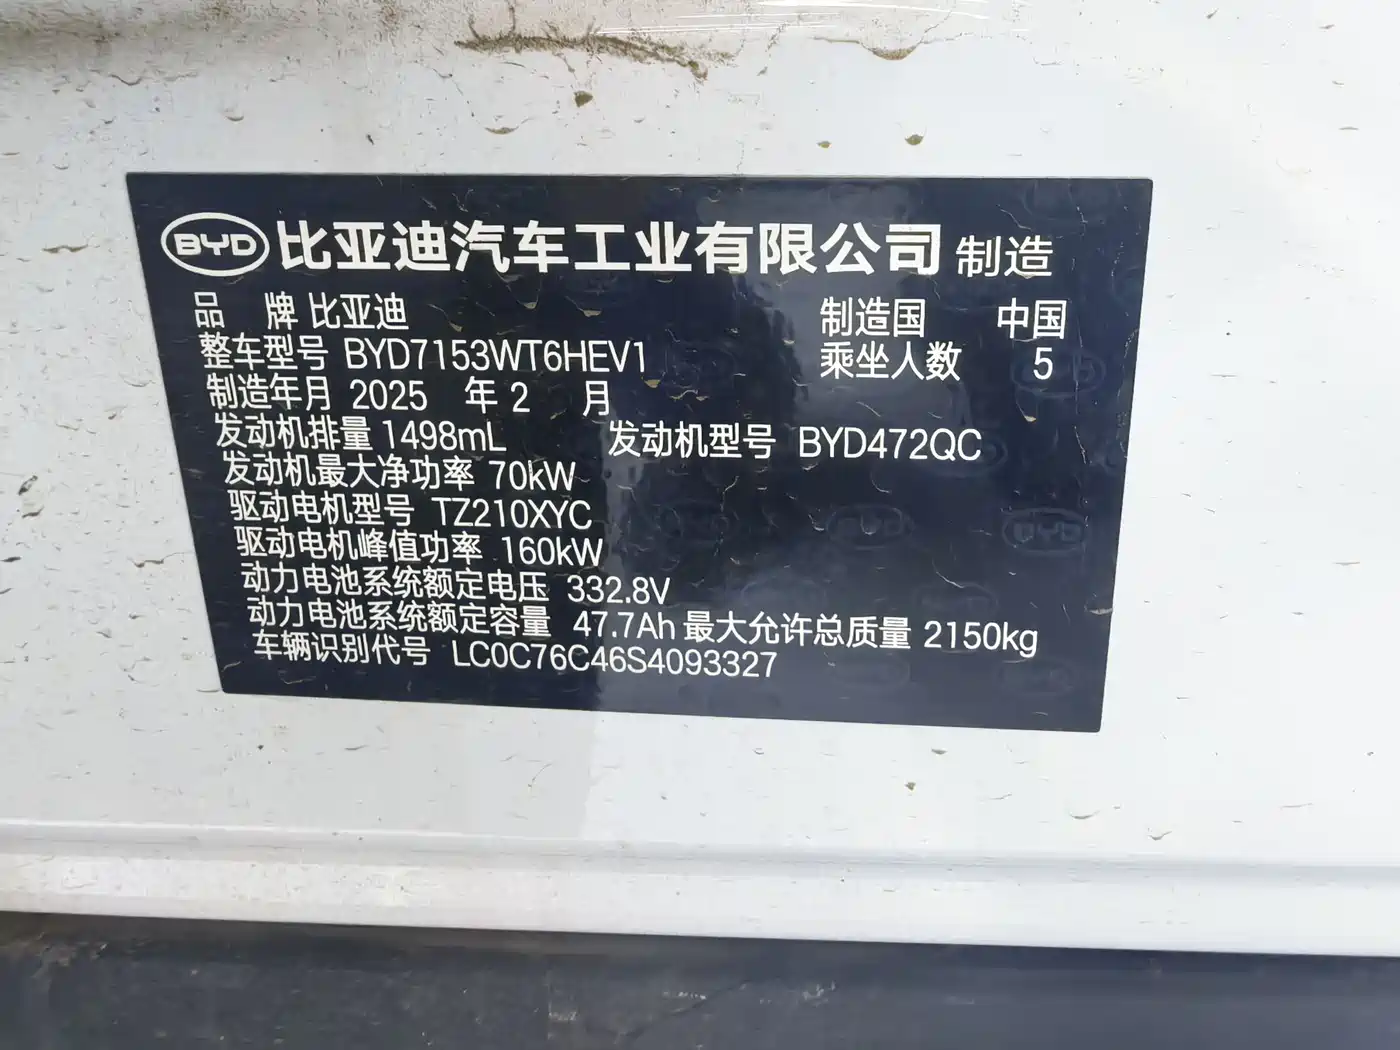 BYD 比亚迪汽车工业有限公司 制造
品 牌 比亚迪 制造国 中国
整车型号 BYD7153WT6HEV1 乘坐人数 5
制造年月 2025 年 2 月
发动机排量 1498mL 发动机型号 BYD472QC
发动机最大净功率 70kW
驱动电机型号 TZ210XYC
驱动电机峰值功率 160kW
动力电池系统额定电压 332.8V
动力电池系统额定容量 47.7Ah 最大允许总质量 2150kg
车辆识别代号 LC0C76C46S4093327